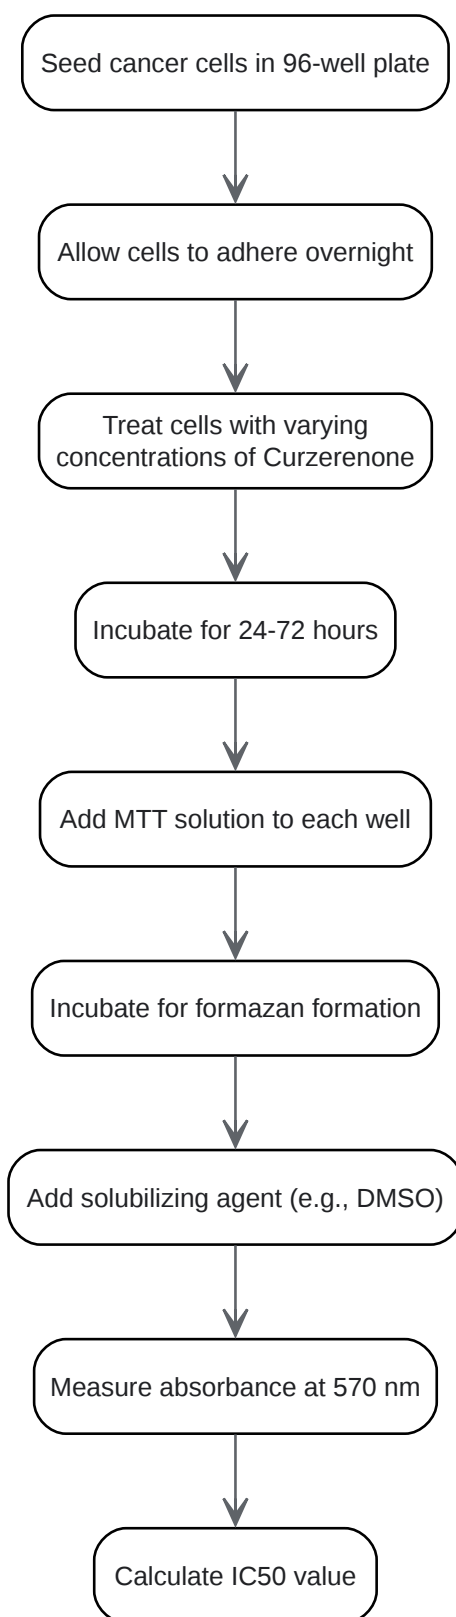 Seed cancer cells in 96-well plate
Allow cells to adhere overnight
Treat cells with varying
concentrations of Curzerenone
Incubate for 24-72 hours
Add MTT solution to each well
Incubate for formazan formation
Add solubilizing agent (e.g., DMSO)
Measure absorbance at 570 nm
Calculate IC50 value